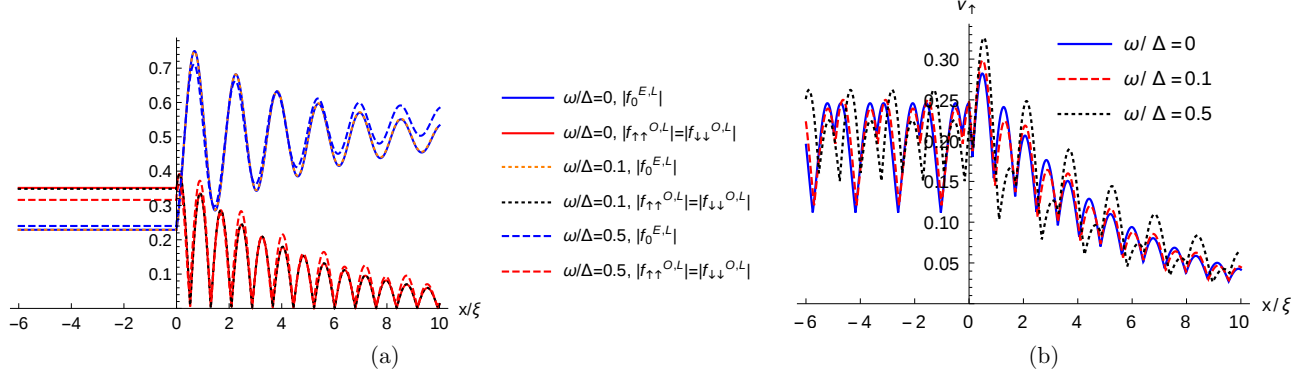 0.7
0.6
0.5
0.4
0.3
0.2
0.1
−6 −4 −2 0 2 4 6 8 10
x/ξ
ω/Δ=0, |f₀^{E,L}|
ω/Δ=0, |f↑↑^{O,L}|=|f↓↓^{O,L}|
ω/Δ=0.1, |f₀^{E,L}|
ω/Δ=0.1, |f↑↑^{O,L}|=|f↓↓^{O,L}|
ω/Δ=0.5, |f₀^{E,L}|
ω/Δ=0.5, |f↑↑^{O,L}|=|f↓↓^{O,L}|
(a)
v↑
0.30
0.25
0.20
0.15
0.10
0.05
−6 −4 −2 0 2 4 6 8 10
x/ξ
ω/ Δ = 0
ω/ Δ = 0.1
ω/ Δ = 0.5
(b)